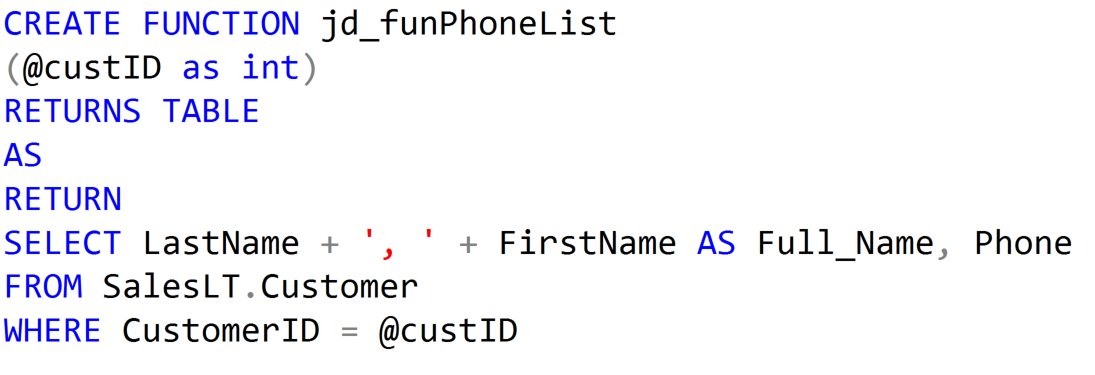 CREATE FUNCTION jd_funPhoneList
(@custID as int)
RETURNS TABLE
AS
RETURN
SELECT LastName + ', ' + FirstName AS Full_Name, Phone
FROM SalesLT.Customer
WHERE CustomerID = @custID